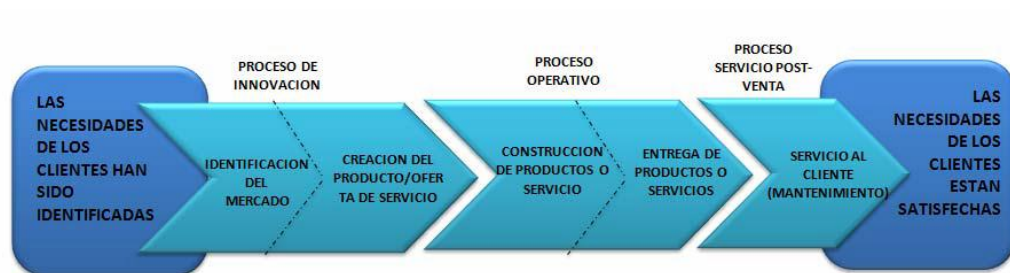 PROCESO DE
INNOVACION
PROCESO
OPERATIVO
PROCESO
SERVICIO POST-
VENTA
LAS
NECESIDADES
DE LOS
CLIENTES HAN
SIDO
IDENTIFICADAS
IDENTIFICACION
DEL
MERCADO
CREACION DEL
PRODUCTO/OFER
TA DE SERVICIO
CONSTRUCCION
DE PRODUCTOS O
SERVICIO
ENTREGA DE
PRODUCTOS O
SERVICIOS
SERVICIO AL
CLIENTE
(MANTENIMIENTO)
LAS
NECESIDADES
DE LOS
CLIENTES
ESTAN
SATISFECHAS